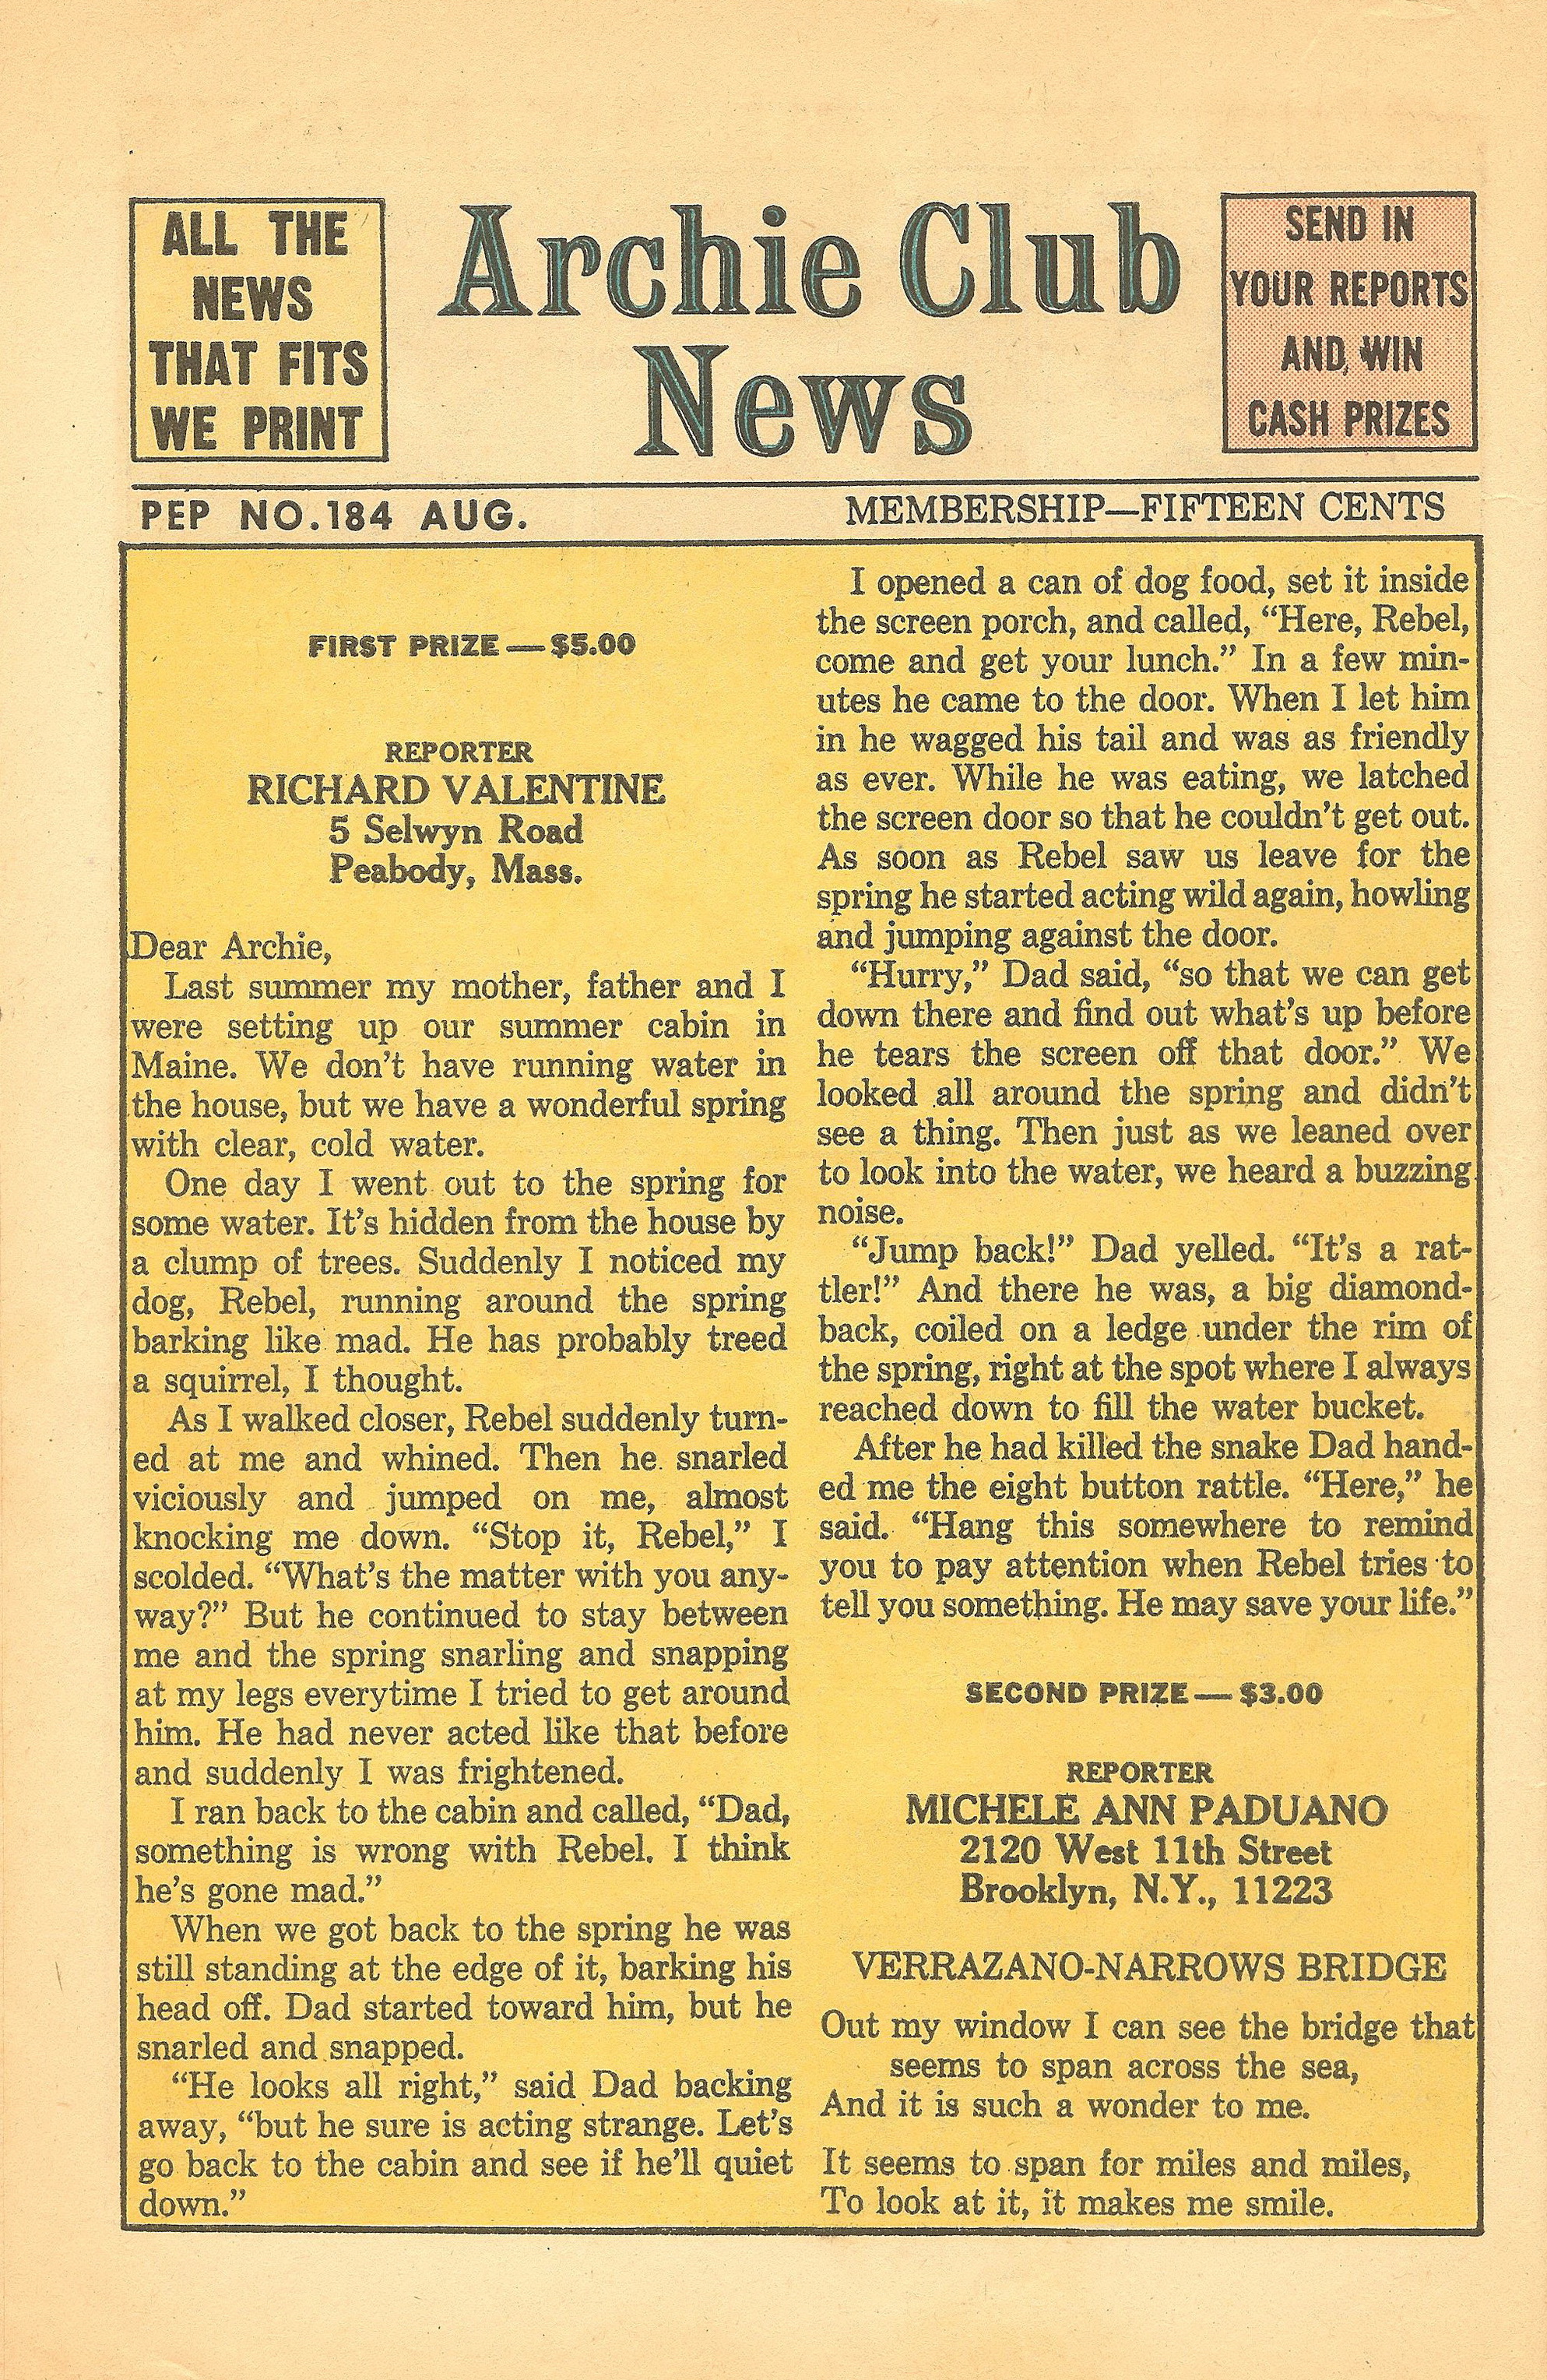 ALL THE
NEWS
THAT FITS
WE PRINT
Archie Club
News
SEND IN
YOUR REPORTS
AND WIN
CASH PRIZES
PEP NO.184 AUG.
MEMBERSHIP—FIFTEEN CENTS
FIRST PRIZE — $5.00
REPORTER
RICHARD VALENTINE
5 Selwyn Road
Peabody, Mass.
Dear Archie,
Last summer my mother, father and I
were setting up our summer cabin in
Maine. We don't have running water in
the house, but we have a wonderful spring
with clear, cold water.
One day I went out to the spring for
some water. It's hidden from the house by
a clump of trees. Suddenly I noticed my
dog, Rebel, running around the spring
barking like mad. He has probably treed
a squirrel, I thought.
As I walked closer, Rebel suddenly turn-
ed at me and whined. Then he snarled
viciously and jumped on me, almost
knocking me down. “Stop it, Rebel,” I
scolded. “What's the matter with you any-
way?” But he continued to stay between
me and the spring snarling and snapping
at my legs everytime I tried to get around
him. He had never acted like that before
and suddenly I was frightened.
I ran back to the cabin and called, “Dad,
something is wrong with Rebel. I think
he's gone mad.”
When we got back to the spring he was
still standing at the edge of it, barking his
head off. Dad started toward him, but he
snarled and snapped.
“He looks all right,” said Dad backing
away, “but he sure is acting strange. Let's
go back to the cabin and see if he'll quiet
down.”
I opened a can of dog food, set it inside
the screen porch, and called, “Here, Rebel,
come and get your lunch.” In a few min-
utes he came to the door. When I let him
in he wagged his tail and was as friendly
as ever. While he was eating, we latched
the screen door so that he couldn't get out.
As soon as Rebel saw us leave for the
spring he started acting wild again, howling
and jumping against the door.
“Hurry,” Dad said, “so that we can get
down there and find out what's up before
he tears the screen off that door.” We
looked all around the spring and didn't
see a thing. Then just as we leaned over
to look into the water, we heard a buzzing
noise.
“Jump back!” Dad yelled. “It's a rat-
tler!” And there he was, a big diamond-
back, coiled on a ledge under the rim of
the spring, right at the spot where I always
reached down to fill the water bucket.
After he had killed the snake Dad hand-
ed me the eight button rattle. “Here,” he
said. “Hang this somewhere to remind
you to pay attention when Rebel tries to
tell you something. He may save your life.”
SECOND PRIZE — $3.00
REPORTER
MICHELE ANN PADUANO
2120 West 11th Street
Brooklyn, N.Y., 11223
VERRAZANO-NARROWS BRIDGE
Out my window I can see the bridge that
seems to span across the sea,
And it is such a wonder to me.
It seems to span for miles and miles,
To look at it, it makes me smile.